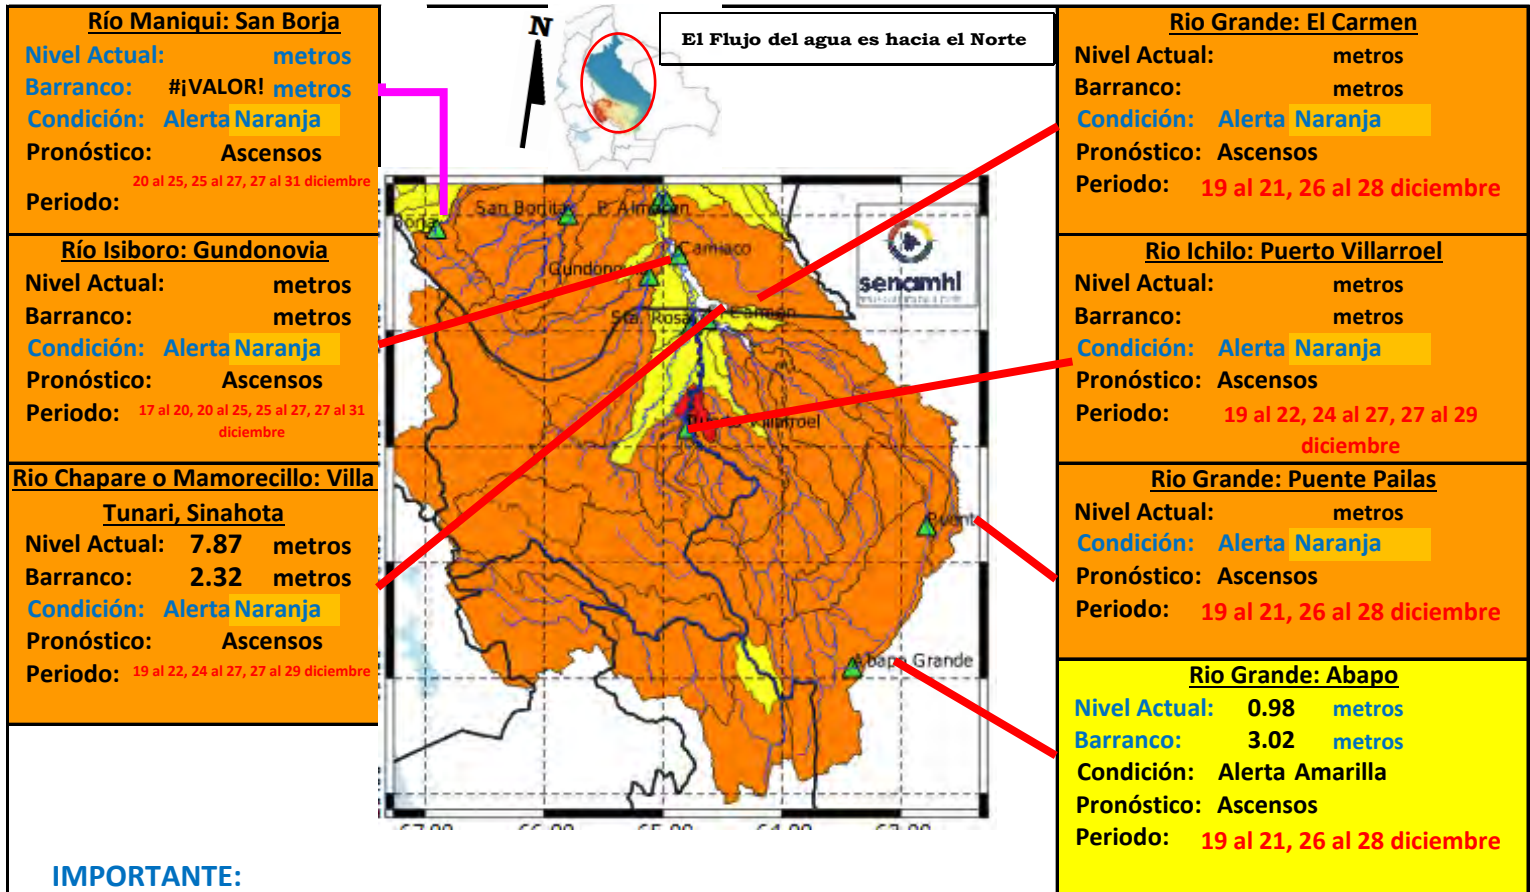 Río Maniqui: San Borja
Nivel Actual: metros
Barranco: #¡VALOR! metros
Condición: Alerta Naranja
Pronóstico: Ascensos
20 al 25, 25 al 27, 27 al 31 diciembre
Periodo:
Río Isiboro: Gundonovia
Nivel Actual: metros
Barranco: metros
Condición: Alerta Naranja
Pronóstico: Ascensos
Periodo: 17 al 20, 20 al 25, 25 al 27, 27 al 31
diciembre
Rio Chapare o Mamorecillo: Villa
Tunari, Sinahota
Nivel Actual: 7.87 metros
Barranco: 2.32 metros
Condición: Alerta Naranja
Pronóstico: Ascensos
Periodo: 19 al 22, 24 al 27, 27 al 29 diciembre
IMPORTANTE:
N
El Flujo del agua es hacia el Norte
San Borita
P. Almacen
Camiaco
senamhi
Sta. Rosa
Villarroel
Abapo Grande
Rio Grande: El Carmen
Nivel Actual: metros
Barranco: metros
Condición: Alerta Naranja
Pronóstico: Ascensos
Periodo: 19 al 21, 26 al 28 diciembre
Rio Ichilo: Puerto Villarroel
Nivel Actual: metros
Barranco: metros
Condición: Alerta Naranja
Pronóstico: Ascensos
Periodo: 19 al 22, 24 al 27, 27 al 29
diciembre
Rio Grande: Puente Pailas
Nivel Actual: metros
Condición: Alerta Naranja
Pronóstico: Ascensos
Periodo: 19 al 21, 26 al 28 diciembre
Rio Grande: Abapo
Nivel Actual: 0.98 metros
Barranco: 3.02 metros
Condición: Alerta Amarilla
Pronóstico: Ascensos
Periodo: 19 al 21, 26 al 28 diciembre